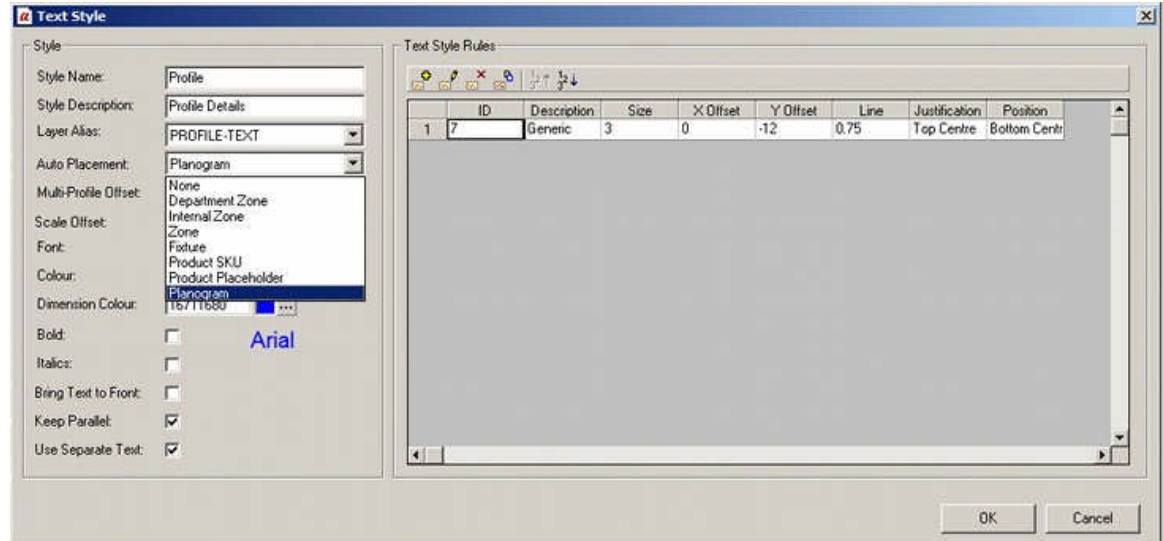 Text Style
Style
Style Name: Profile
Style Description: Profile Details
Layer Alias: PROFILE-TEXT
Auto Placement: Planogram
None
Department Zone
Internal Zone
Zone
Fixture
Product SKU
Product Placeholder
Planogram
Multi-Profile Offset:
Scale Offset:
Font:
Colour:
Dimension Colour: 16711680 ...
Arial
Bold:
Italics:
Bring Text to Front:
Keep Parallel:
Use Separate Text:
Text Style Rules
ID Description Size X Offset Y Offset Line Justification Position
1 7 Generic 3 0 -12 0.75 Top Centre Bottom Centr
OK Cancel